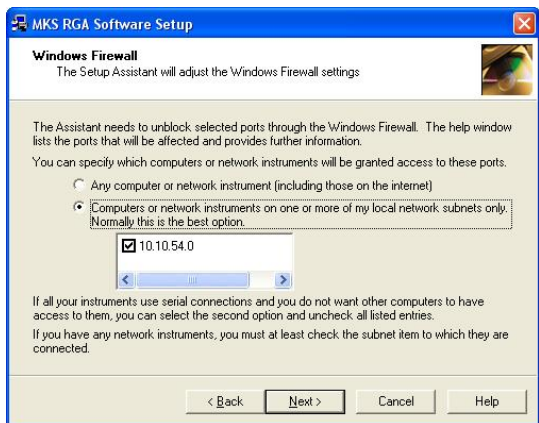 MKS RGA Software Setup
Windows Firewall
The Setup Assistant will adjust the Windows Firewall settings
The Assistant needs to unblock selected ports through the Windows Firewall. The help window
lists the ports that will be affected and provides further information.
You can specify which computers or network instruments will be granted access to these ports.
Any computer or network instrument (including those on the internet)
Computers or network instruments on one or more of my local network subnets only.
Normally this is the best option.
10.10.54.0
If all your instruments use serial connections and you do not want other computers to have
access to them, you can select the second option and uncheck all listed entries.
If you have any network instruments, you must at least check the subnet item to which they are
connected.
< Back Next > Cancel Help